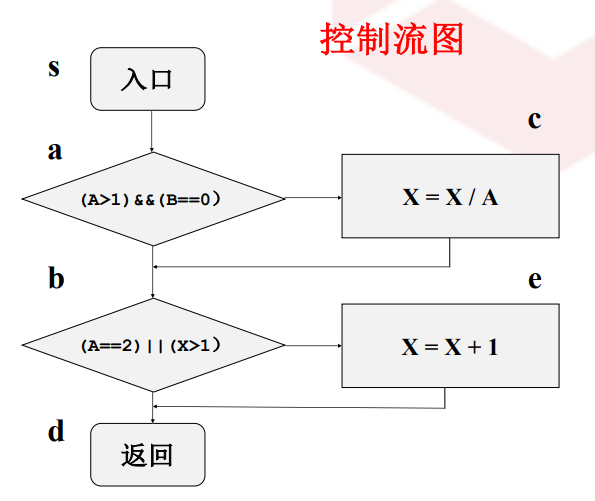 控制流图
s
入口
a
c
(A>1)&&(B==0)
X = X / A
b
e
(A==2)||(X>1)
X = X + 1
d
返回